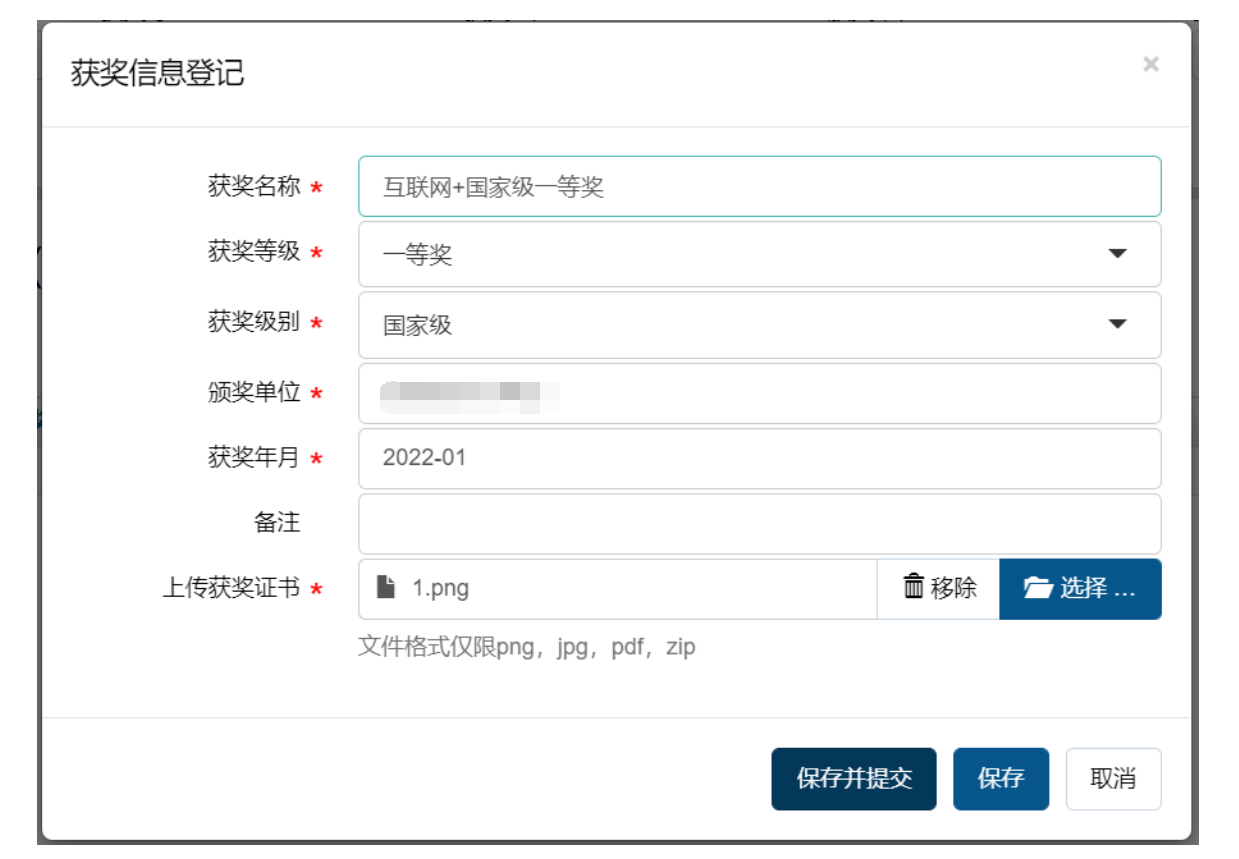 获奖信息登记 ×
获奖名称 * 互联网+国家级一等奖
获奖等级 * 一等奖
获奖级别 * 国家级
颁奖单位 *
获奖年月 * 2022-01
备注
上传获奖证书 * 1.png 移除 选择 ...
文件格式仅限png，jpg，pdf，zip
保存并提交 保存 取消